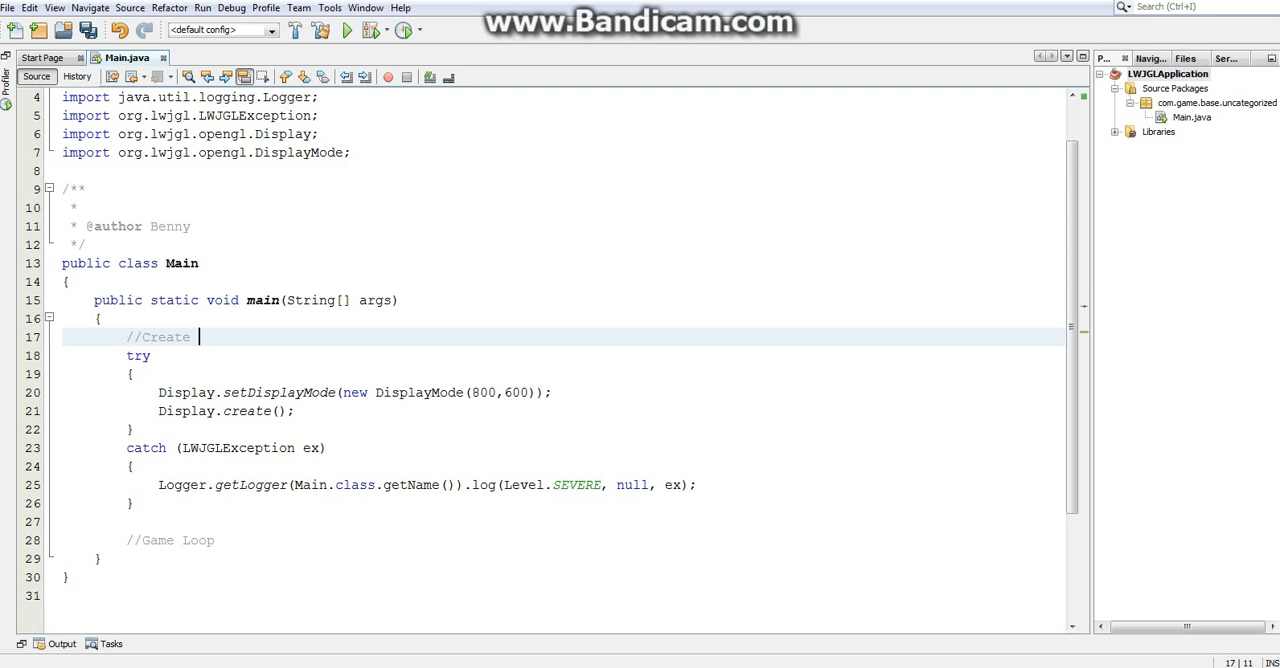 File Edit View Navigate Source Refactor Run Debug Profile Team Tools Window Help
www.Bandicam.com
Search (Ctrl+I)
<default config>
Start Page Main.java
P... Navig... Files Ser...
Source History
Profiler
LWJGLApplication
Source Packages
com.game.base.uncategorized
Main.java
Libraries
4 import java.util.logging.Logger;
5 import org.lwjgl.LWJGLException;
6 import org.lwjgl.opengl.Display;
7 import org.lwjgl.opengl.DisplayMode;
8
9 /**
10 *
11 * @author Benny
12 */
13 public class Main
14 {
15 public static void main(String[] args)
16 {
17 //Create
18 try
19 {
20 Display.setDisplayMode(new DisplayMode(800,600));
21 Display.create();
22 }
23 catch (LWJGLException ex)
24 {
25 Logger.getLogger(Main.class.getName()).log(Level.SEVERE, null, ex);
26 }
27
28 //Game Loop
29 }
30 }
31
Output Tasks
17 | 11 INS